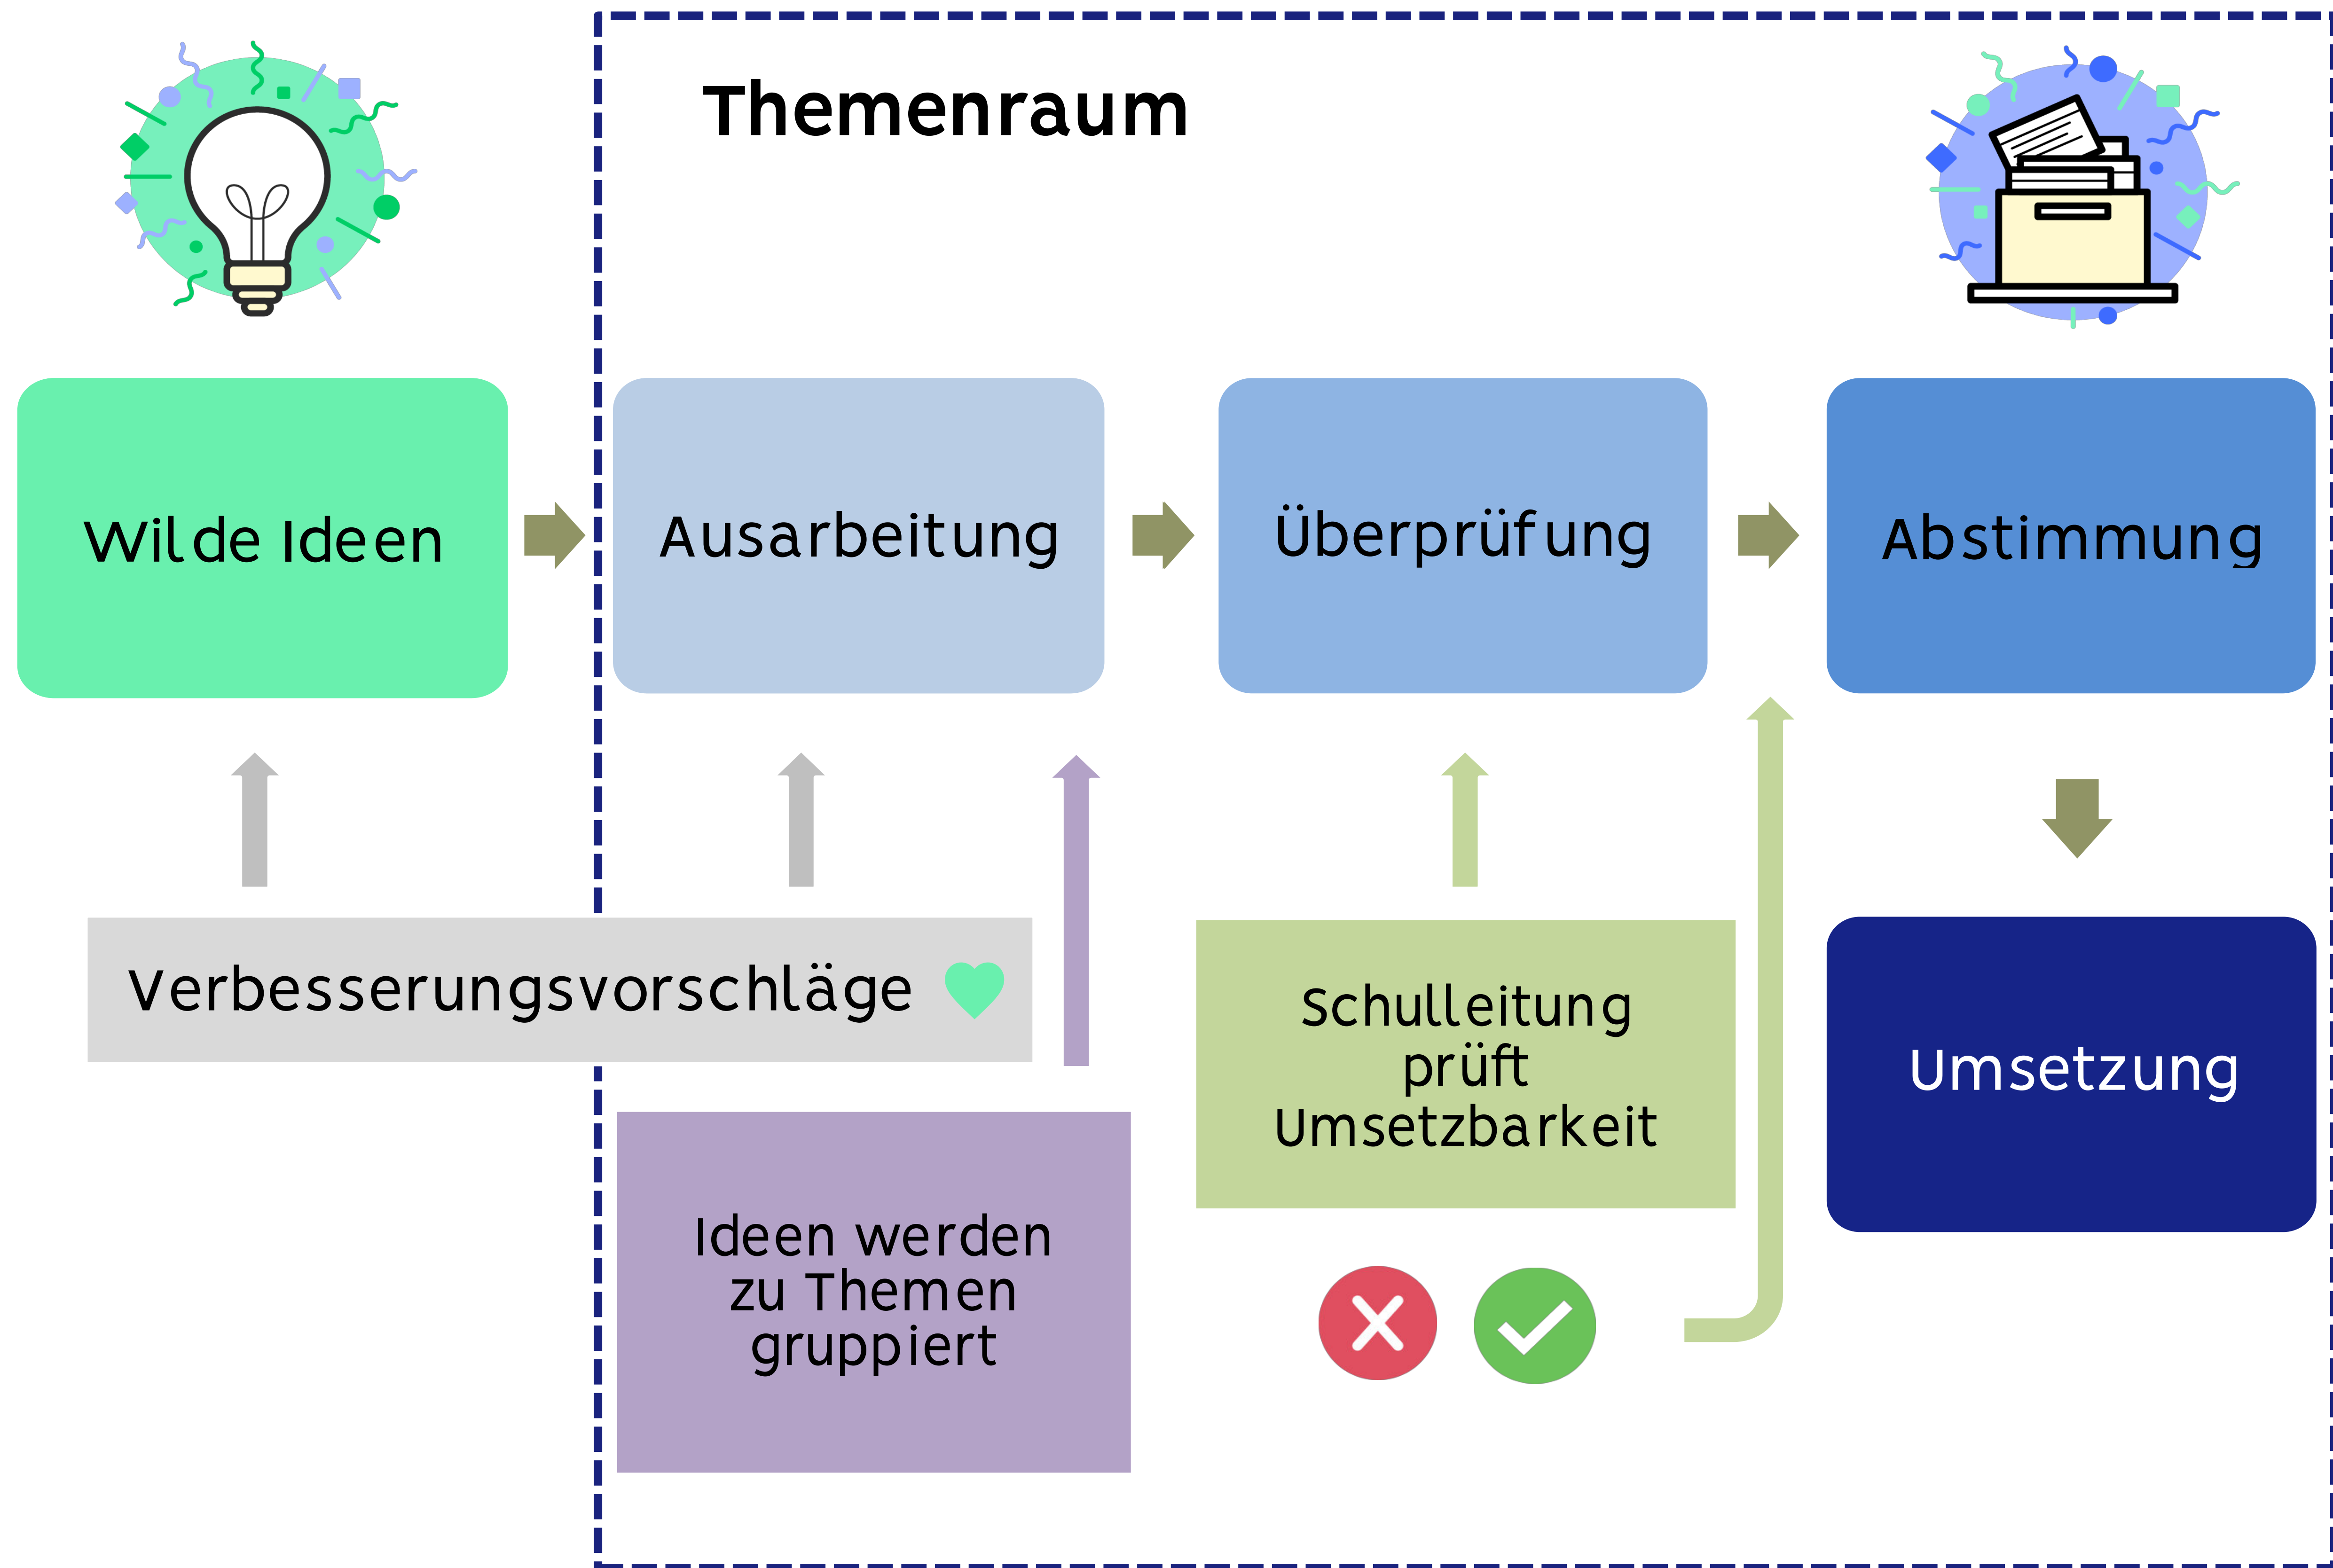 Themenraum
Wilde Ideen
Ausarbeitung
Überprüfung
Abstimmung
Verbesserungsvorschläge
Ideen werden
zu Themen
gruppiert
Schulleitung
prüft
Umsetzbarkeit
Umsetzung